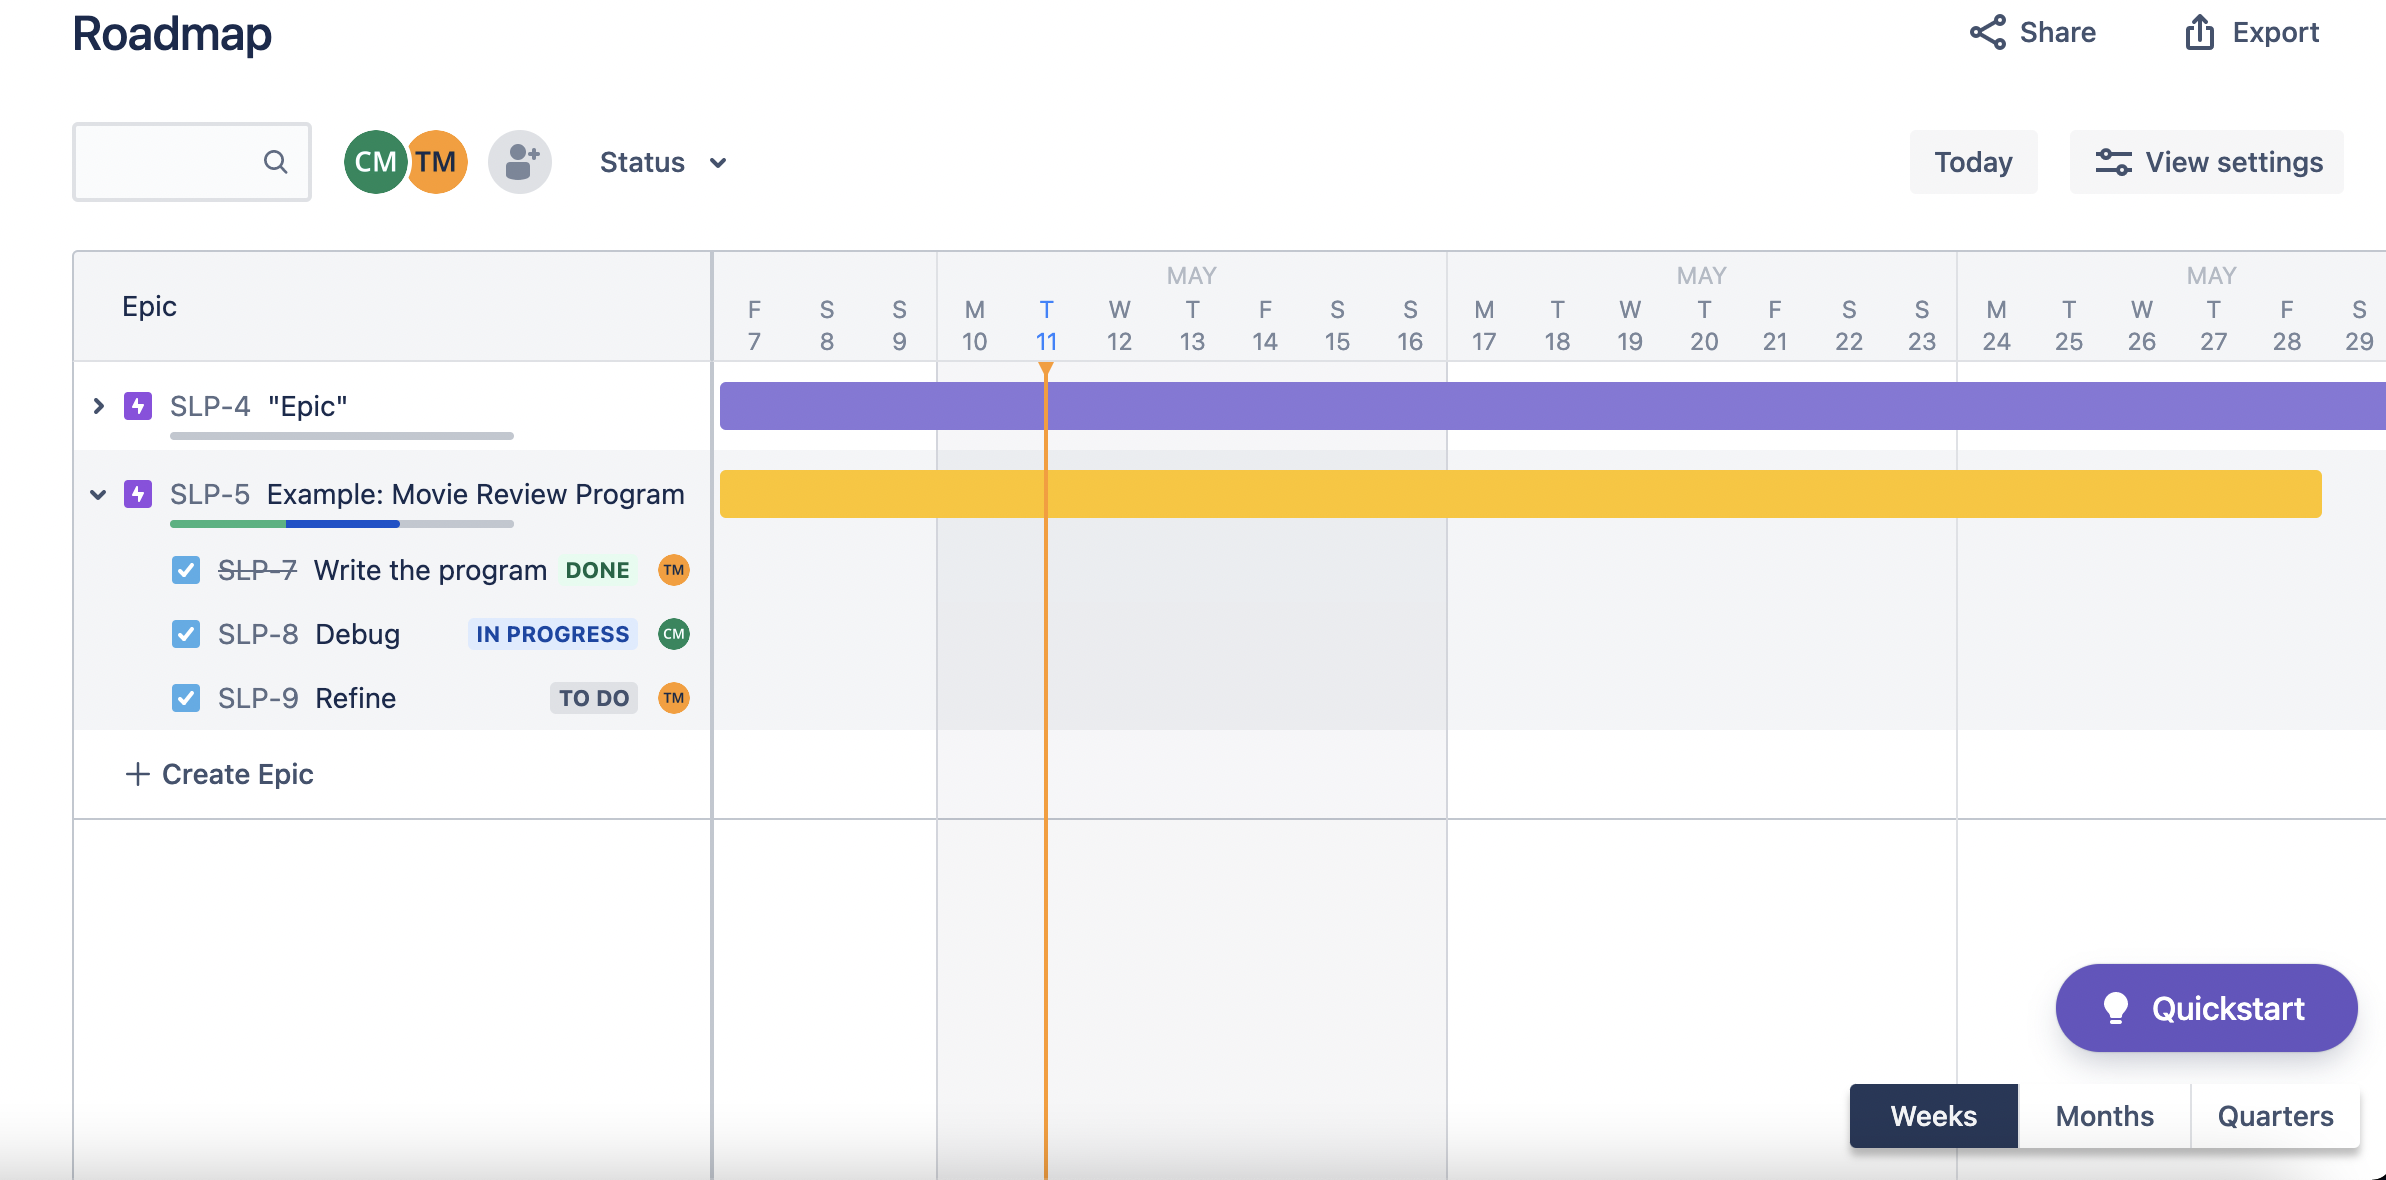 Roadmap
Share
Export
CM
TM
Status
Today
View settings
Epic
MAY MAY MAY
F S S M T W T F S S M T W T F S S M T W T F S
7 8 9 10 11 12 13 14 15 16 17 18 19 20 21 22 23 24 25 26 27 28 29
SLP-4 "Epic"
SLP-5 Example: Movie Review Program
SLP-7 Write the program DONE TM
SLP-8 Debug IN PROGRESS CM
SLP-9 Refine TO DO TM
+ Create Epic
Quickstart
Weeks Months Quarters